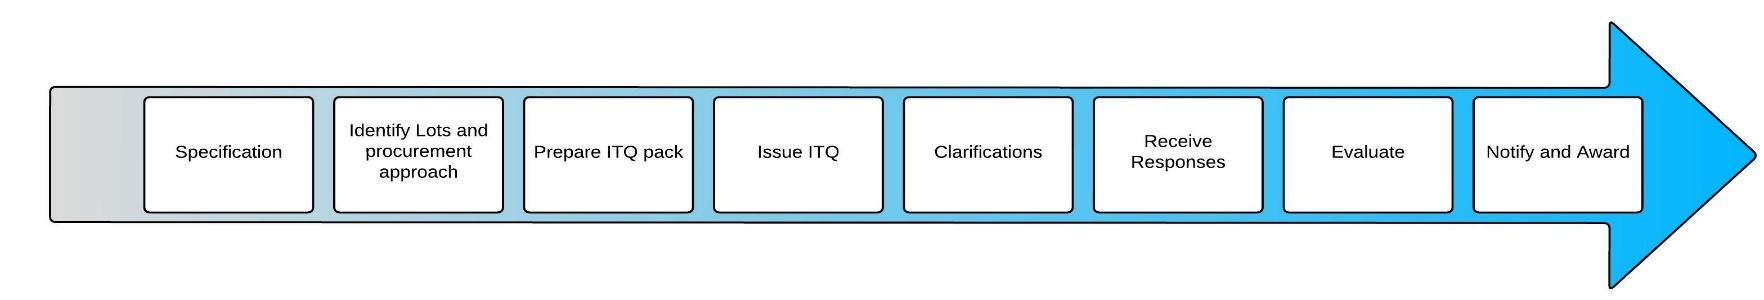 Specification
Identify Lots and
procurement
approach
Prepare ITQ pack
Issue ITQ
Clarifications
Receive
Responses
Evaluate
Notify and Award